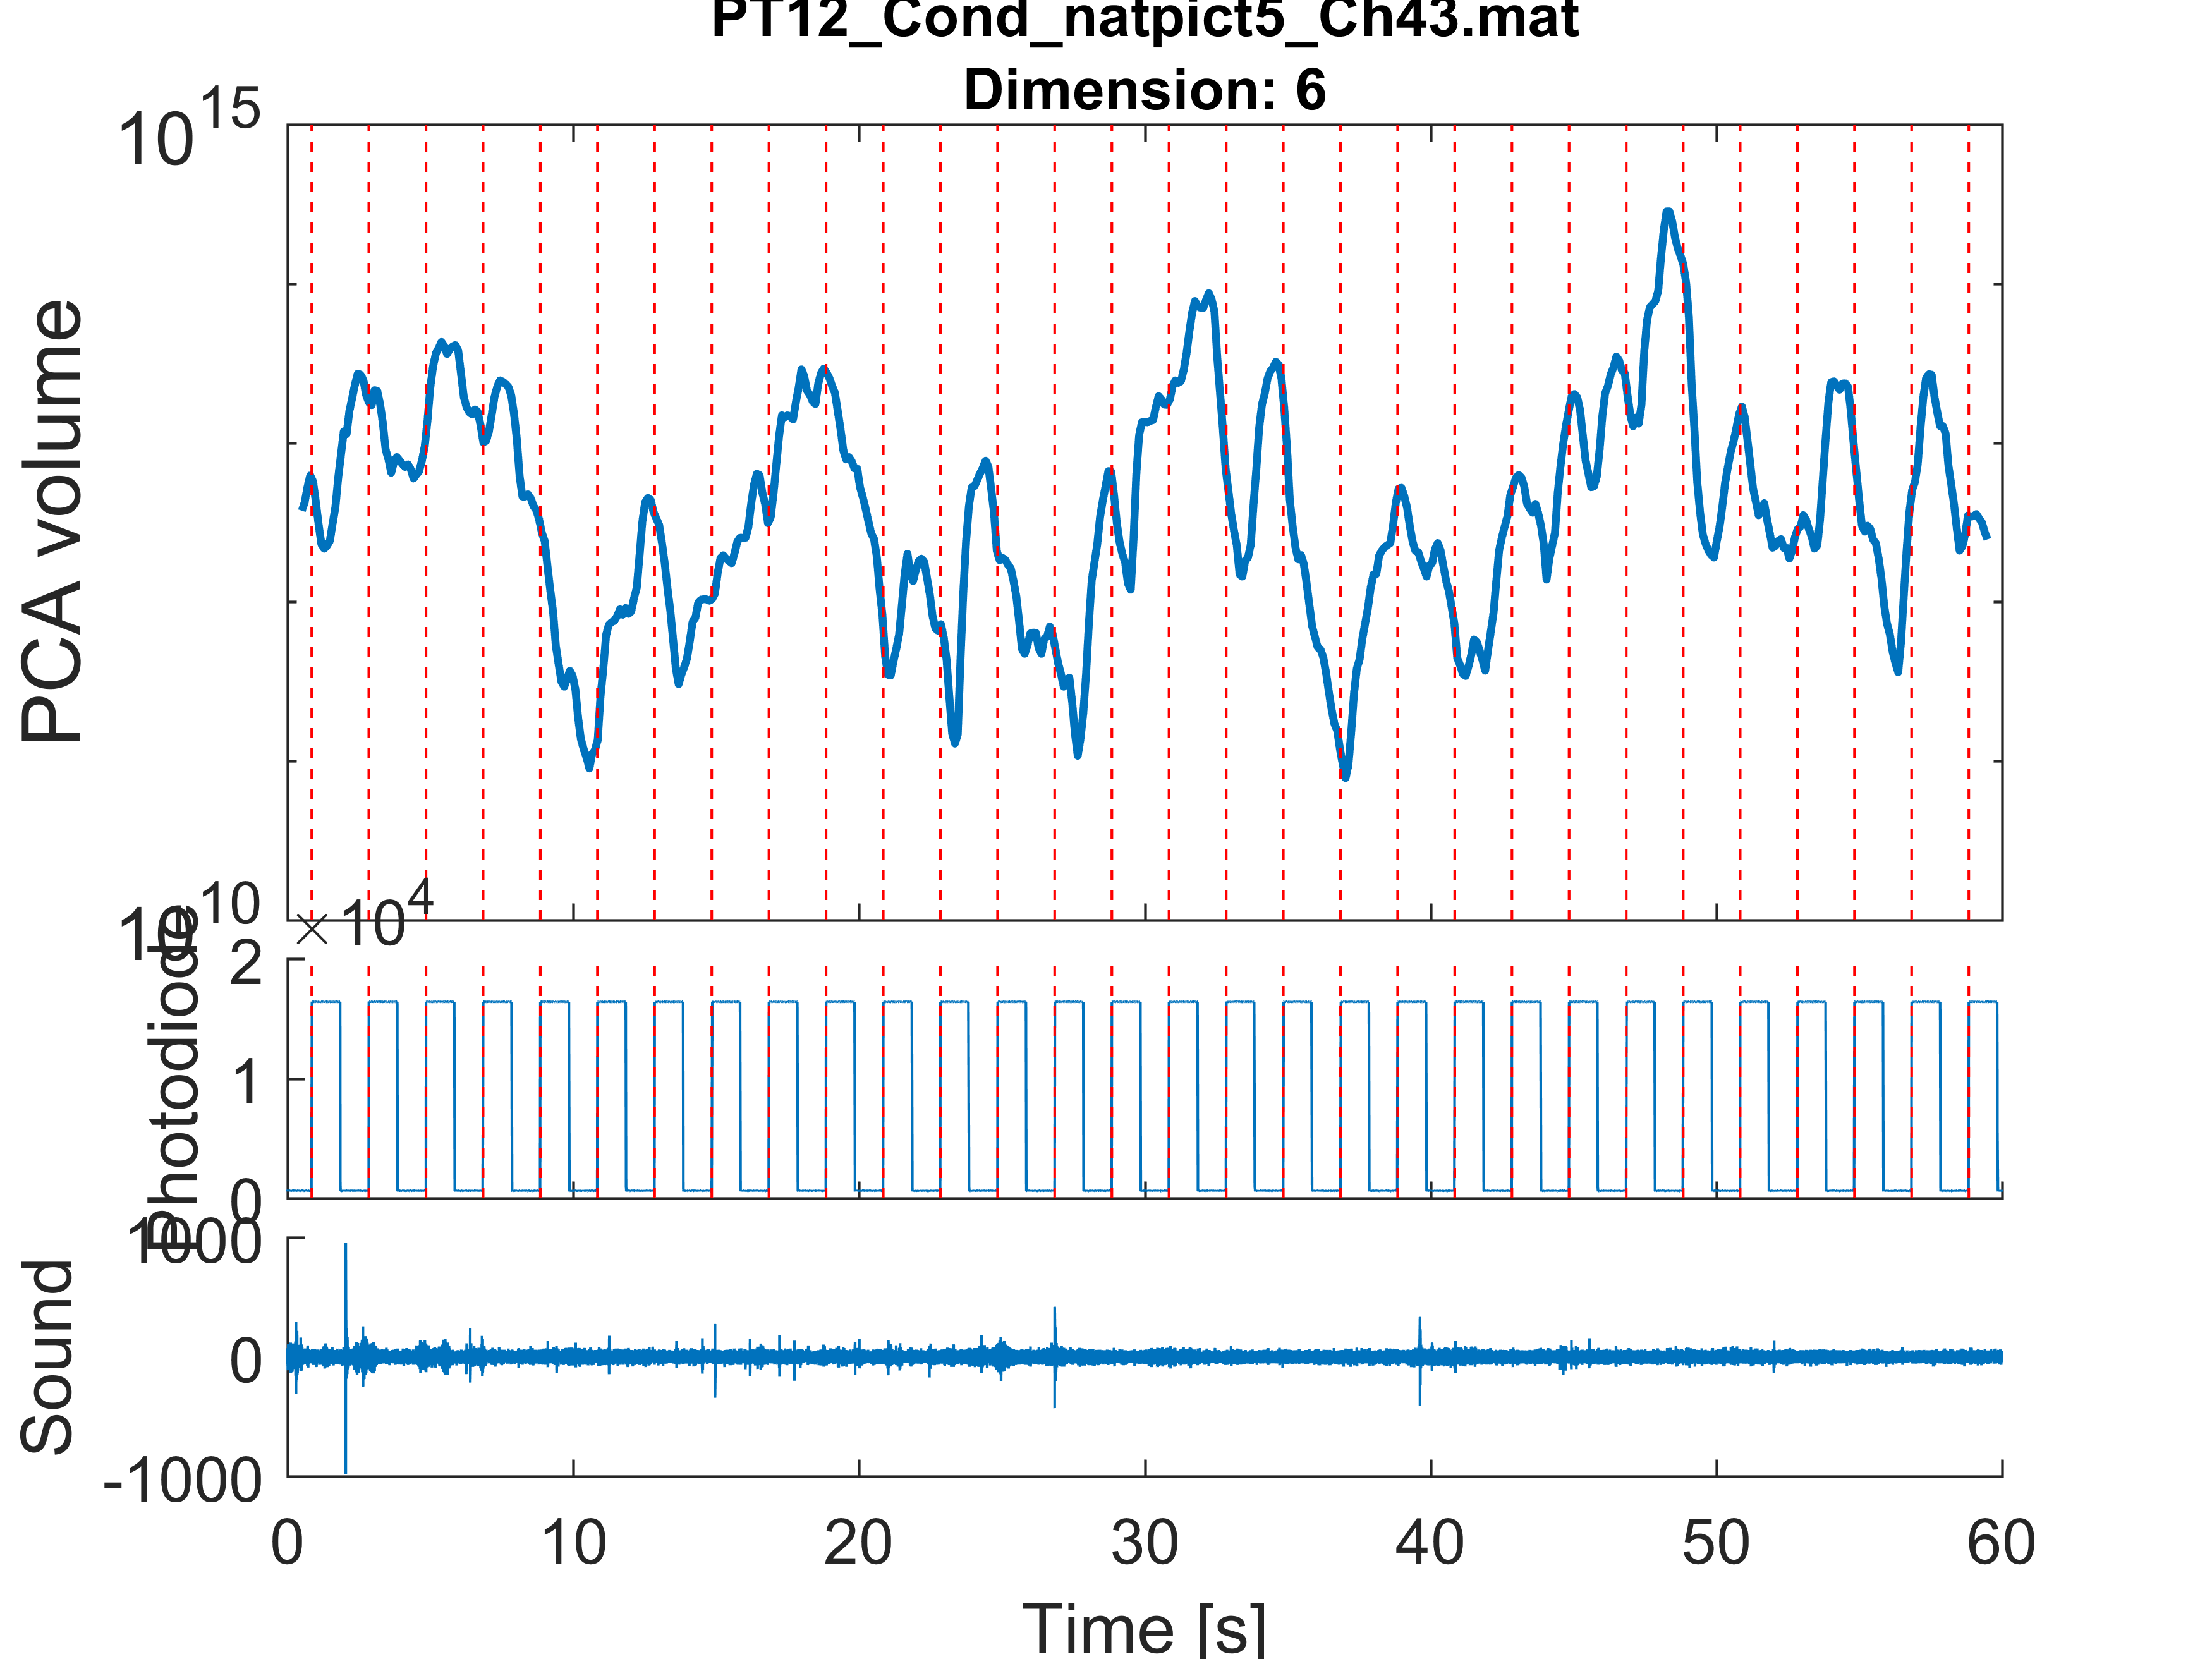 PT12_Cond_natpict5_Ch43.mat
Dimension: 6
10^15
PCA volume
10^10
×10^4
2
1
0
Photodiode
1000
0
-1000
Sound
0 10 20 30 40 50 60
Time [s]